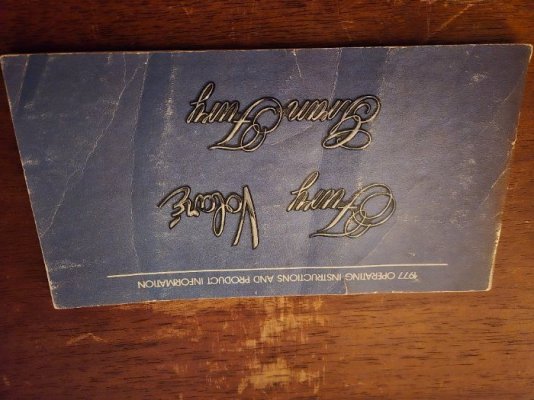 1977 OPERATING INSTRUCTIONS AND PRODUCT INFORMATION
Fury Volaré
Gran Fury